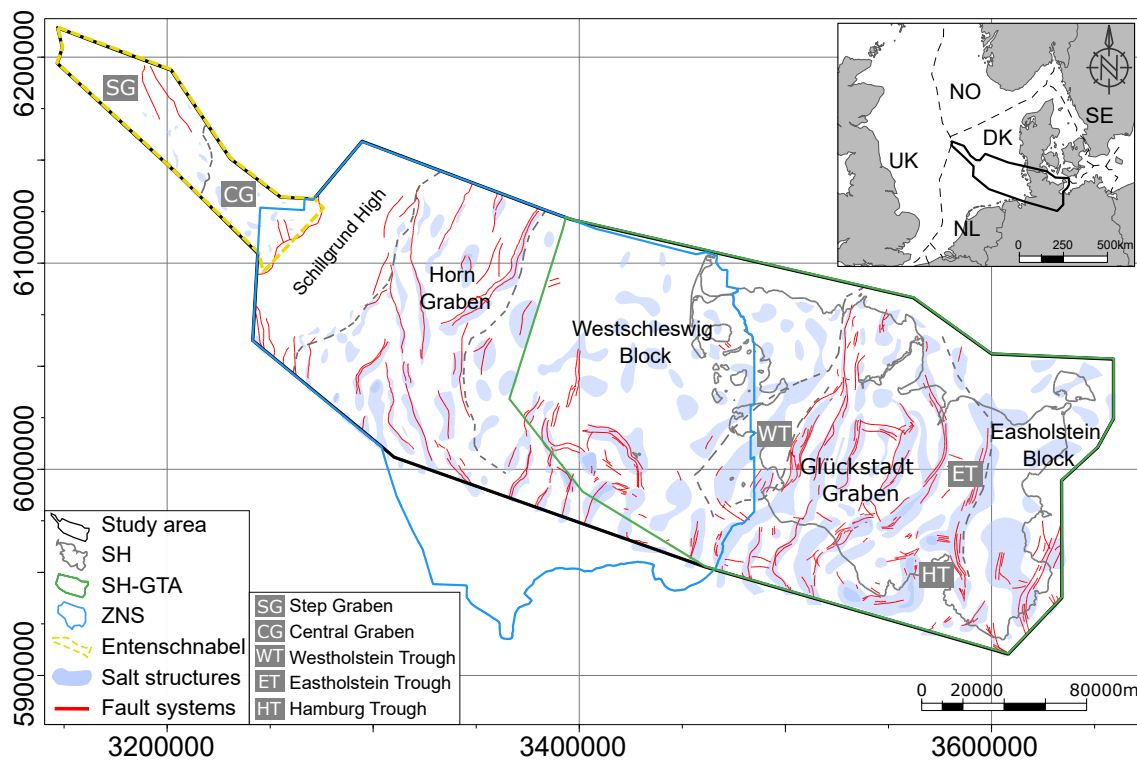 6200000
6100000
6000000
5900000
3200000
3400000
3600000
SG
CG
Schillgrund High
Horn
Graben
Westschleswig
Block
WT
Glückstadt
Graben
ET
HT
Easholstein
Block
NO
SE
DK
UK
NL
N
0 250 500km
Study area
SH
SH-GTA
ZNS
Entenschnabel
Salt structures
Fault systems
SG Step Graben
CG Central Graben
WT Westholstein Trough
ET Eastholstein Trough
HT Hamburg Trough
0 20000 80000m